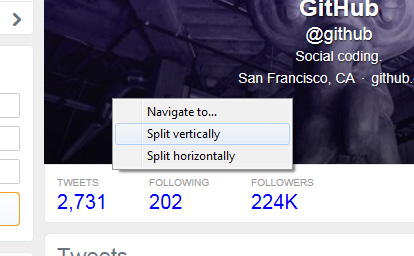 GitHub
@github
Social coding.
San Francisco, CA · github.
Navigate to...
Split vertically
Split horizontally
TWEETS FOLLOWING FOLLOWERS
2,731 202 224K
Tweets